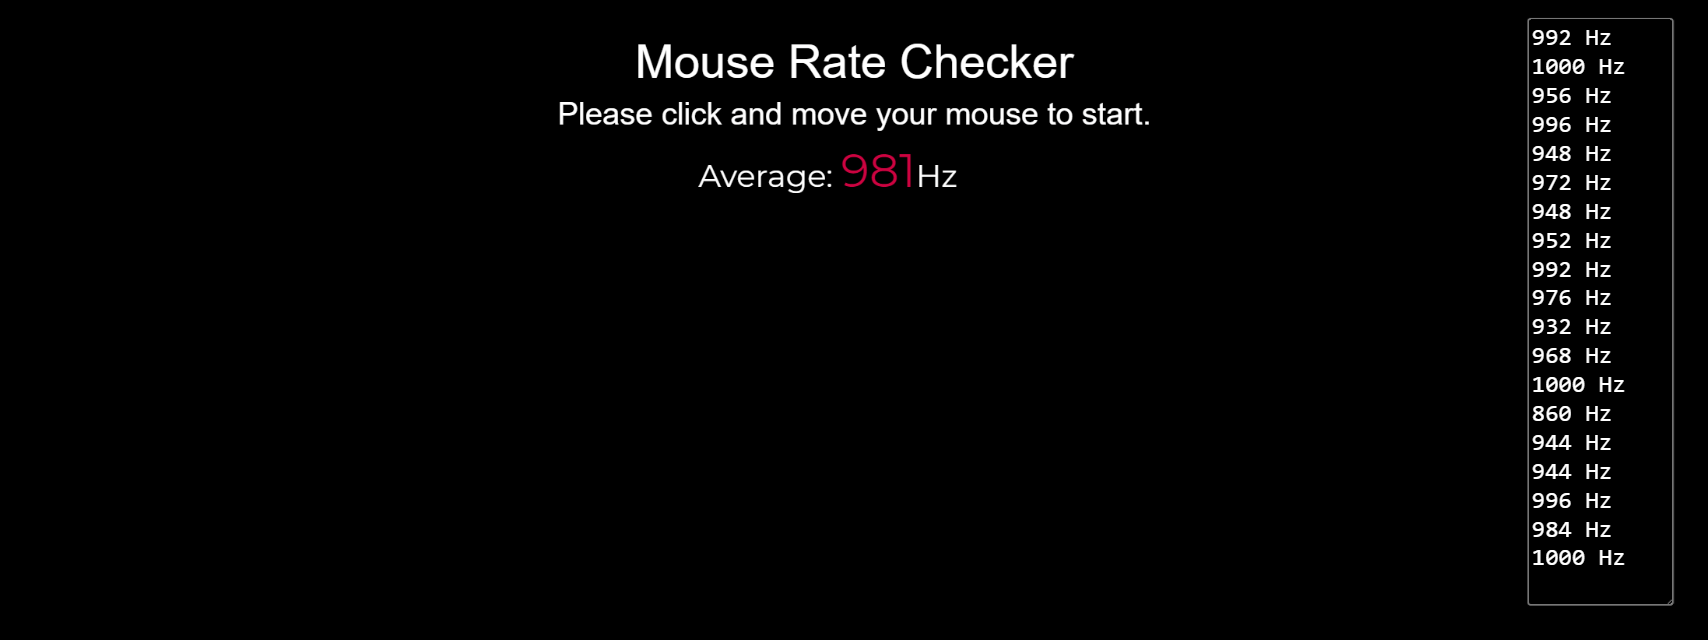 Mouse Rate Checker
Please click and move your mouse to start.
Average: 981Hz
992 Hz
1000 Hz
956 Hz
996 Hz
948 Hz
972 Hz
948 Hz
952 Hz
992 Hz
976 Hz
932 Hz
968 Hz
1000 Hz
860 Hz
944 Hz
944 Hz
996 Hz
984 Hz
1000 Hz